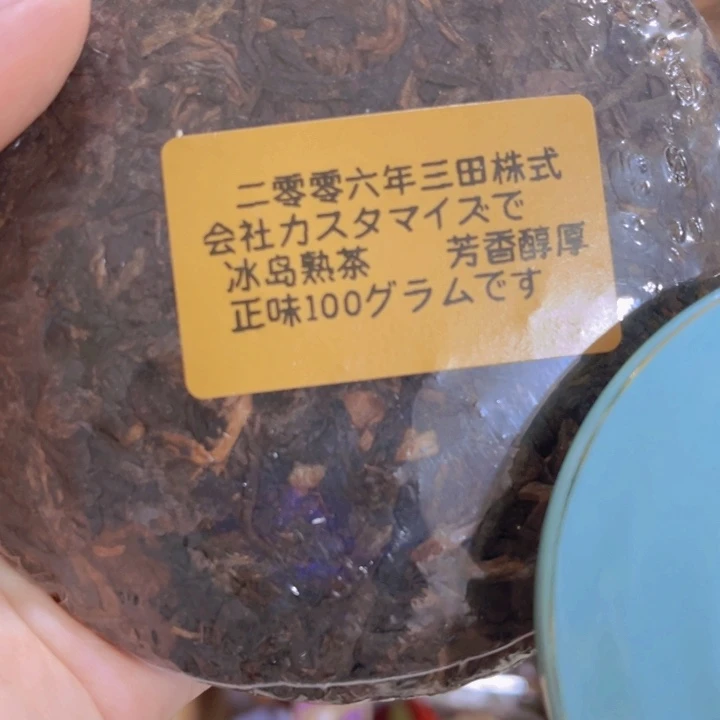 二零零六年三田株式
会社カスタマイズで
冰岛熟茶 芳香醇厚
正味100グラムです